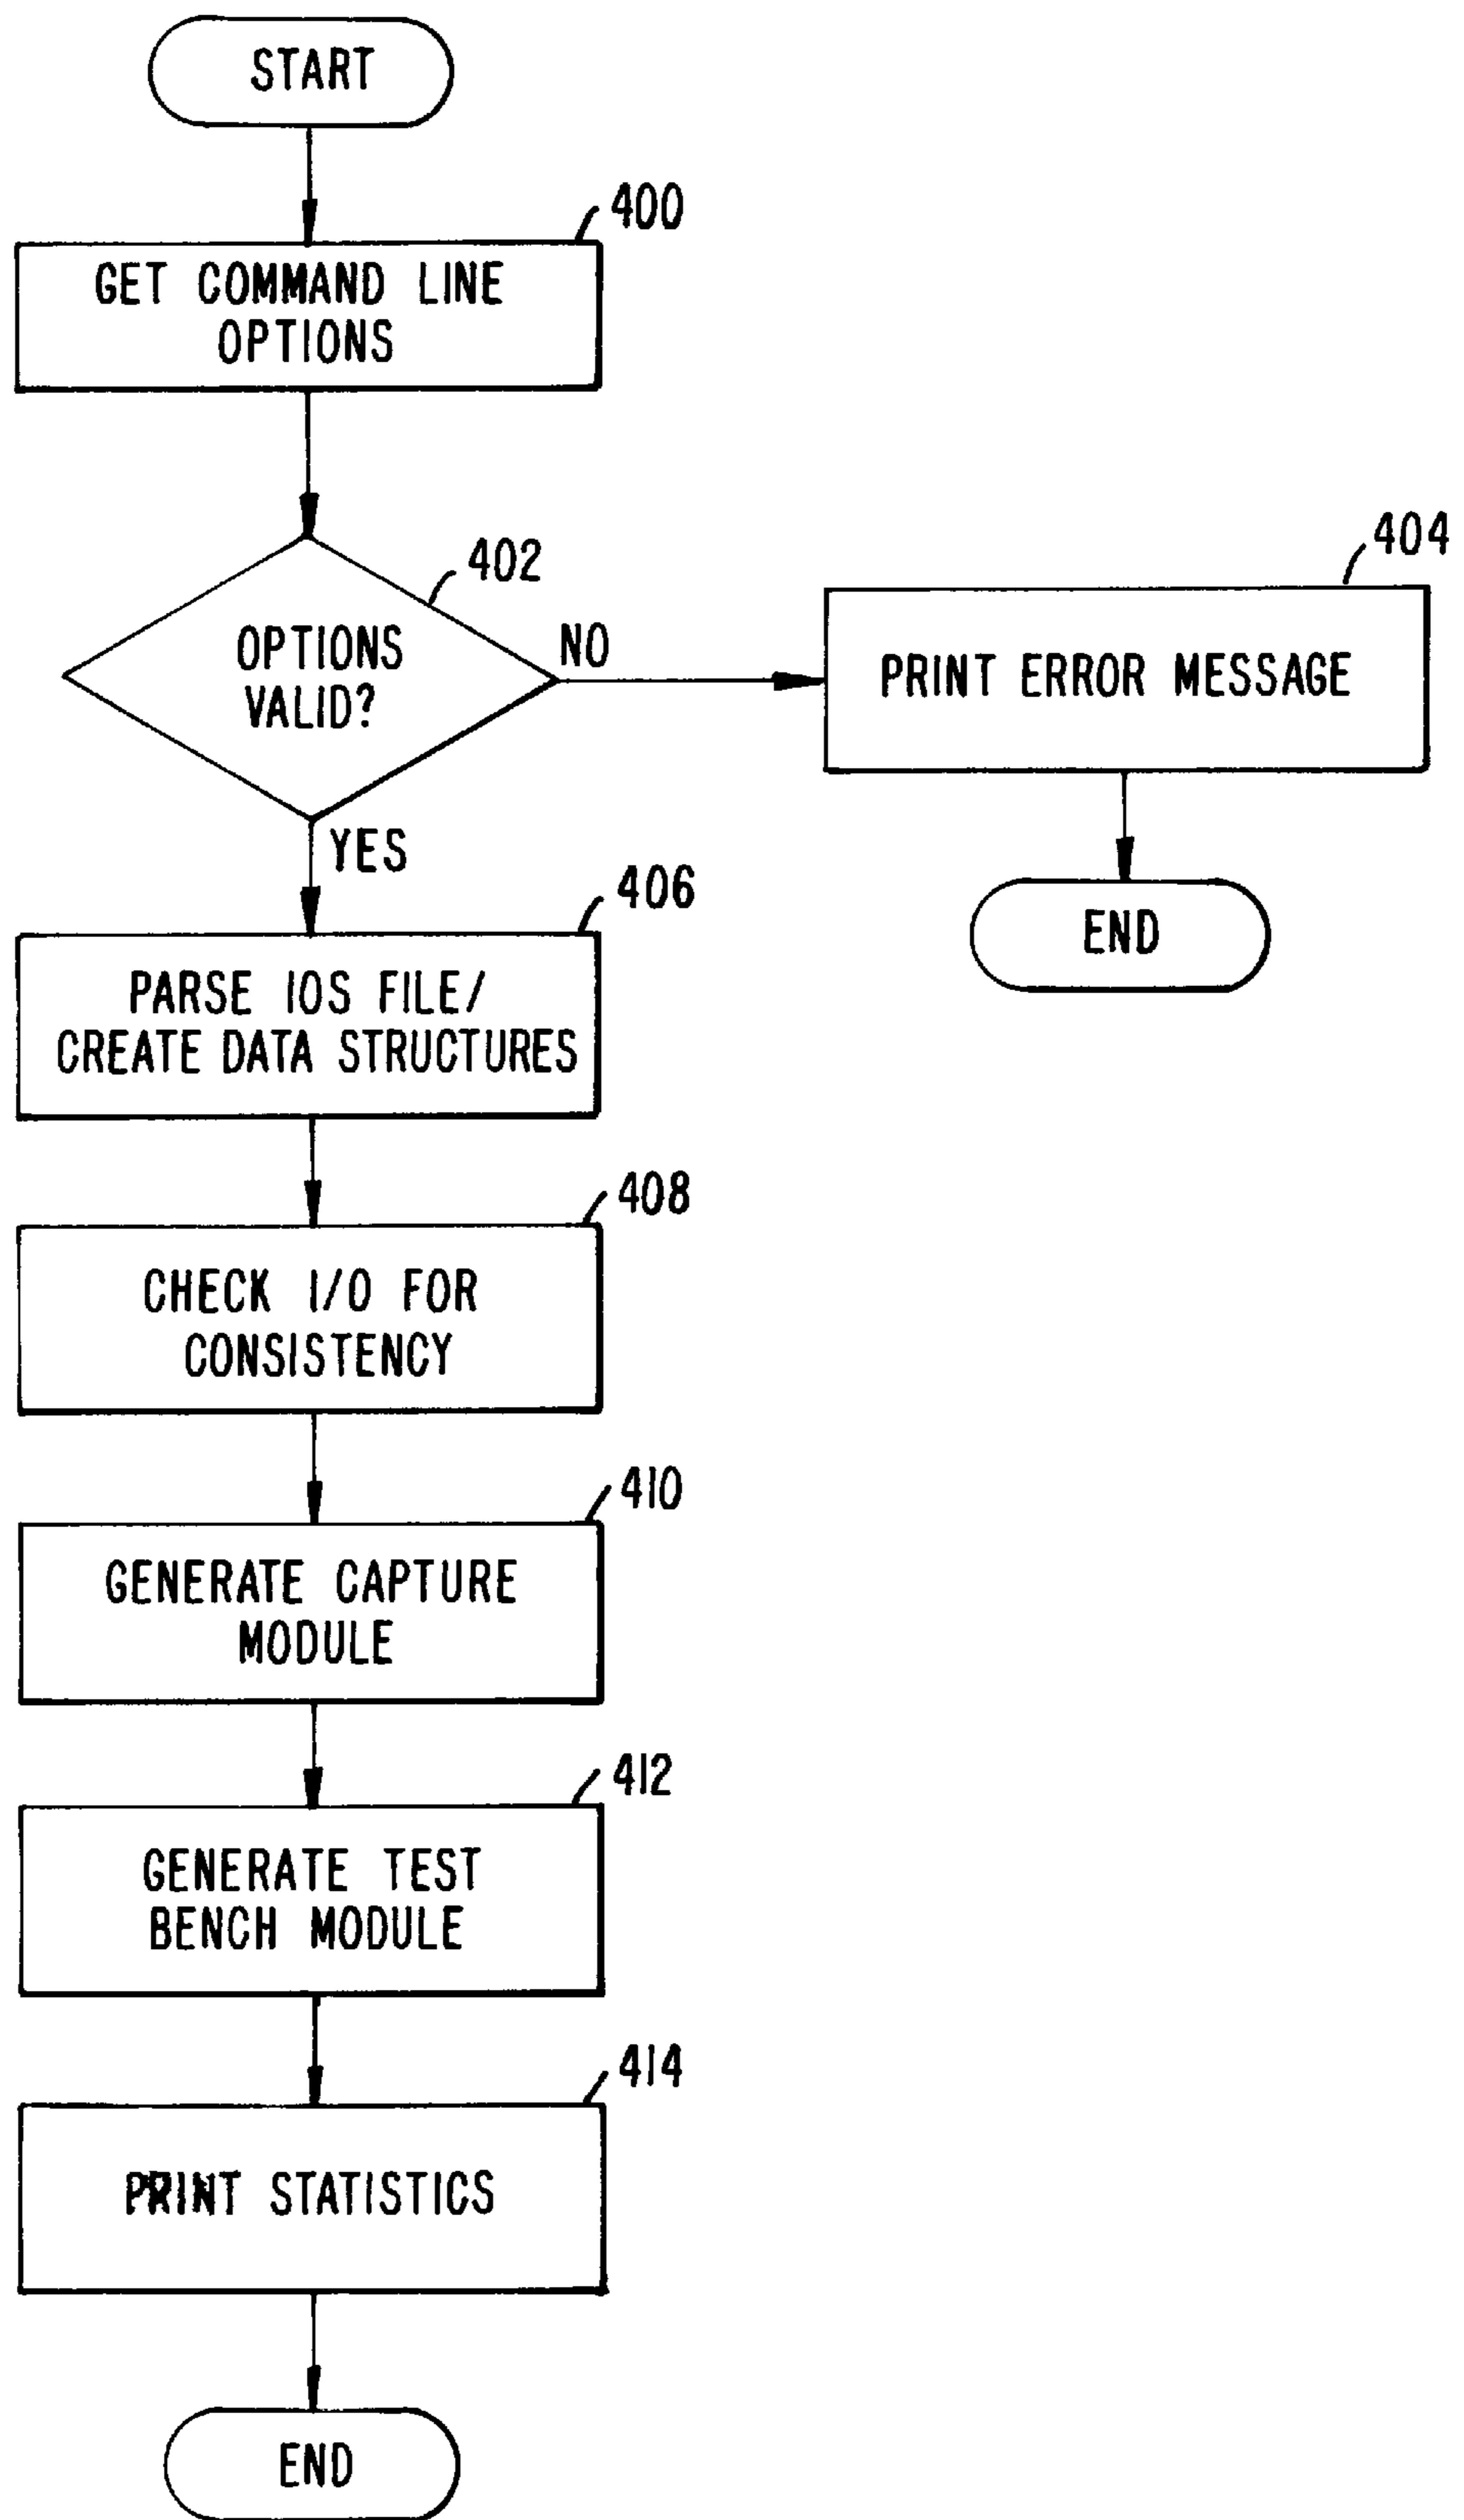 START
400
GET COMMAND LINE
OPTIONS
402
OPTIONS
VALID?
NO
404
PRINT ERROR MESSAGE
END
YES
406
PARSE IOS FILE/
CREATE DATA STRUCTURES
408
CHECK I/O FOR
CONSISTENCY
410
GENERATE CAPTURE
MODULE
412
GENERATE TEST
BENCH MODULE
414
PRINT STATISTICS
END